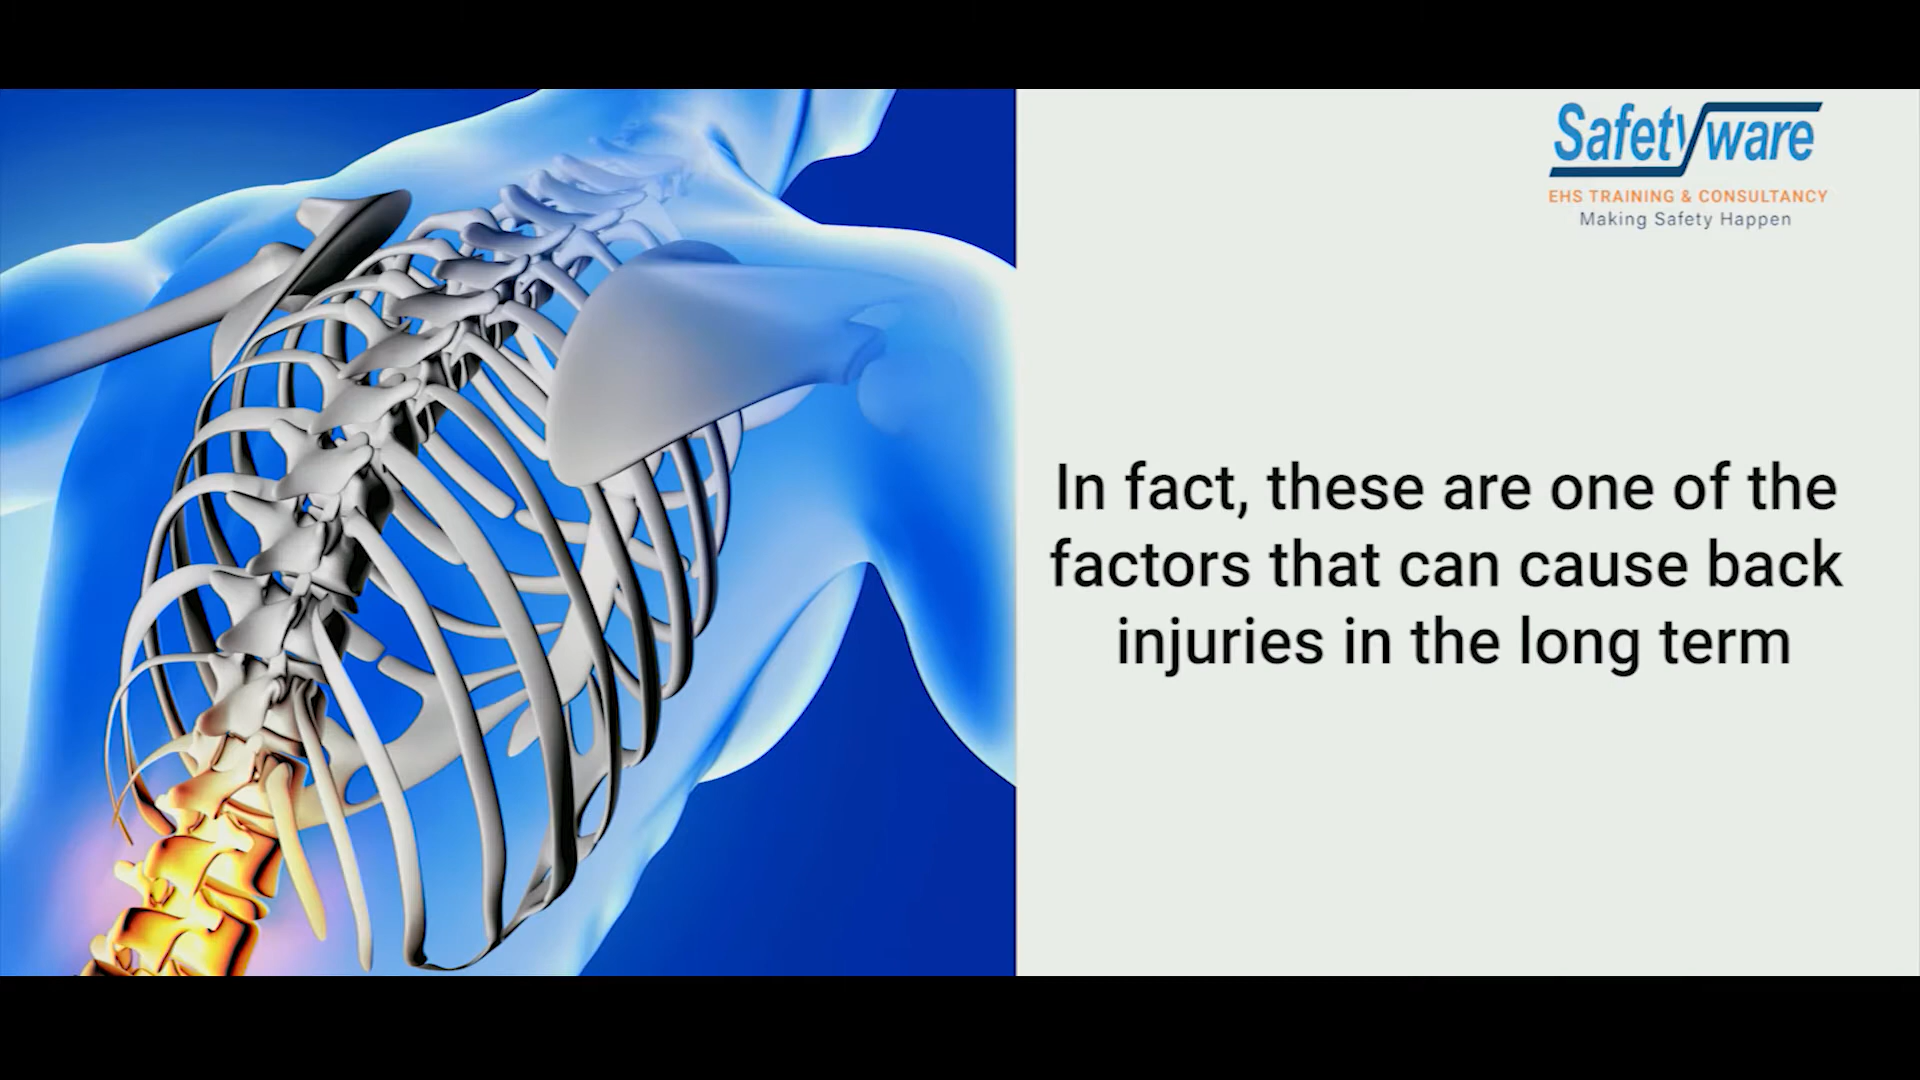 Safetyware
EHS TRAINING & CONSULTANCY
Making Safety Happen
In fact, these are one of the
factors that can cause back
injuries in the long term